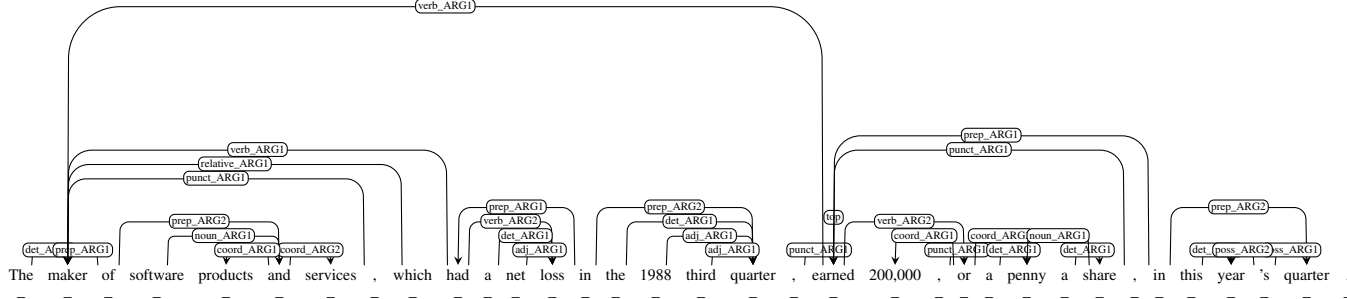 verb_ARG1
prep_ARG1
verb_ARG1 punct_ARG1
relative_ARG1
punct_ARG1
prep_ARG1 prep_ARG2 prep_ARG2
prep_ARG2 verb_ARG2 det_ARG1 top verb_ARG2
noun_ARG1 det_ARG1 adj_ARG1 coord_ARG1 noun_ARG1
prep_ARG1 coord_ARG1 coord_ARG2 adj_ARG1 adj_ARG1 punct_ARG1 det_ARG1 det_ARG1 poss_ARG2
The maker of software products and services , which had a net loss in the 1988 third quarter , earned 200,000 , or a penny a share , in this year 's quarter .
_ _ _ _ _ _ _ _ _ _ _ _ _ _ _ _ _ _ _ _ _ _ _ _ _ _ _ _ _ _ _ _ _ _ _